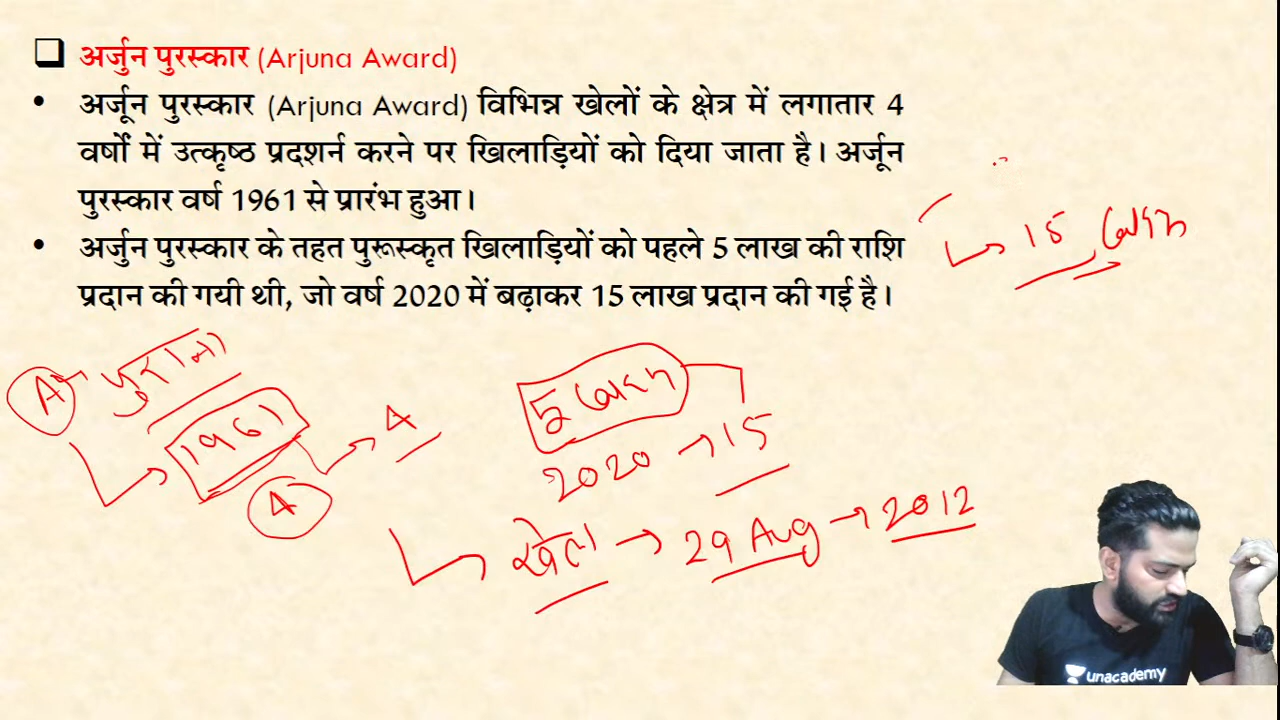 अर्जुन पुरस्कार (Arjuna Award)
• अर्जून पुरस्कार (Arjuna Award) विभिन्न खेलों के क्षेत्र में लगातार 4
वर्षों में उत्कृष्ठ प्रदशर्न करने पर खिलाड़ियों को दिया जाता है। अर्जून
पुरस्कार वर्ष 1961 से प्रारंभ हुआ।
• अर्जुन पुरस्कार के तहत पुरूस्कृत खिलाड़ियों को पहले 5 लाख की राशि
प्रदान की गयी थी, जो वर्ष 2020 में बढ़ाकर 15 लाख प्रदान की गई है।
15 लाख
A पुराना
1961
4
4
5 लाख
2020 → 15
खेल → 29 Aug → 2012
unacademy